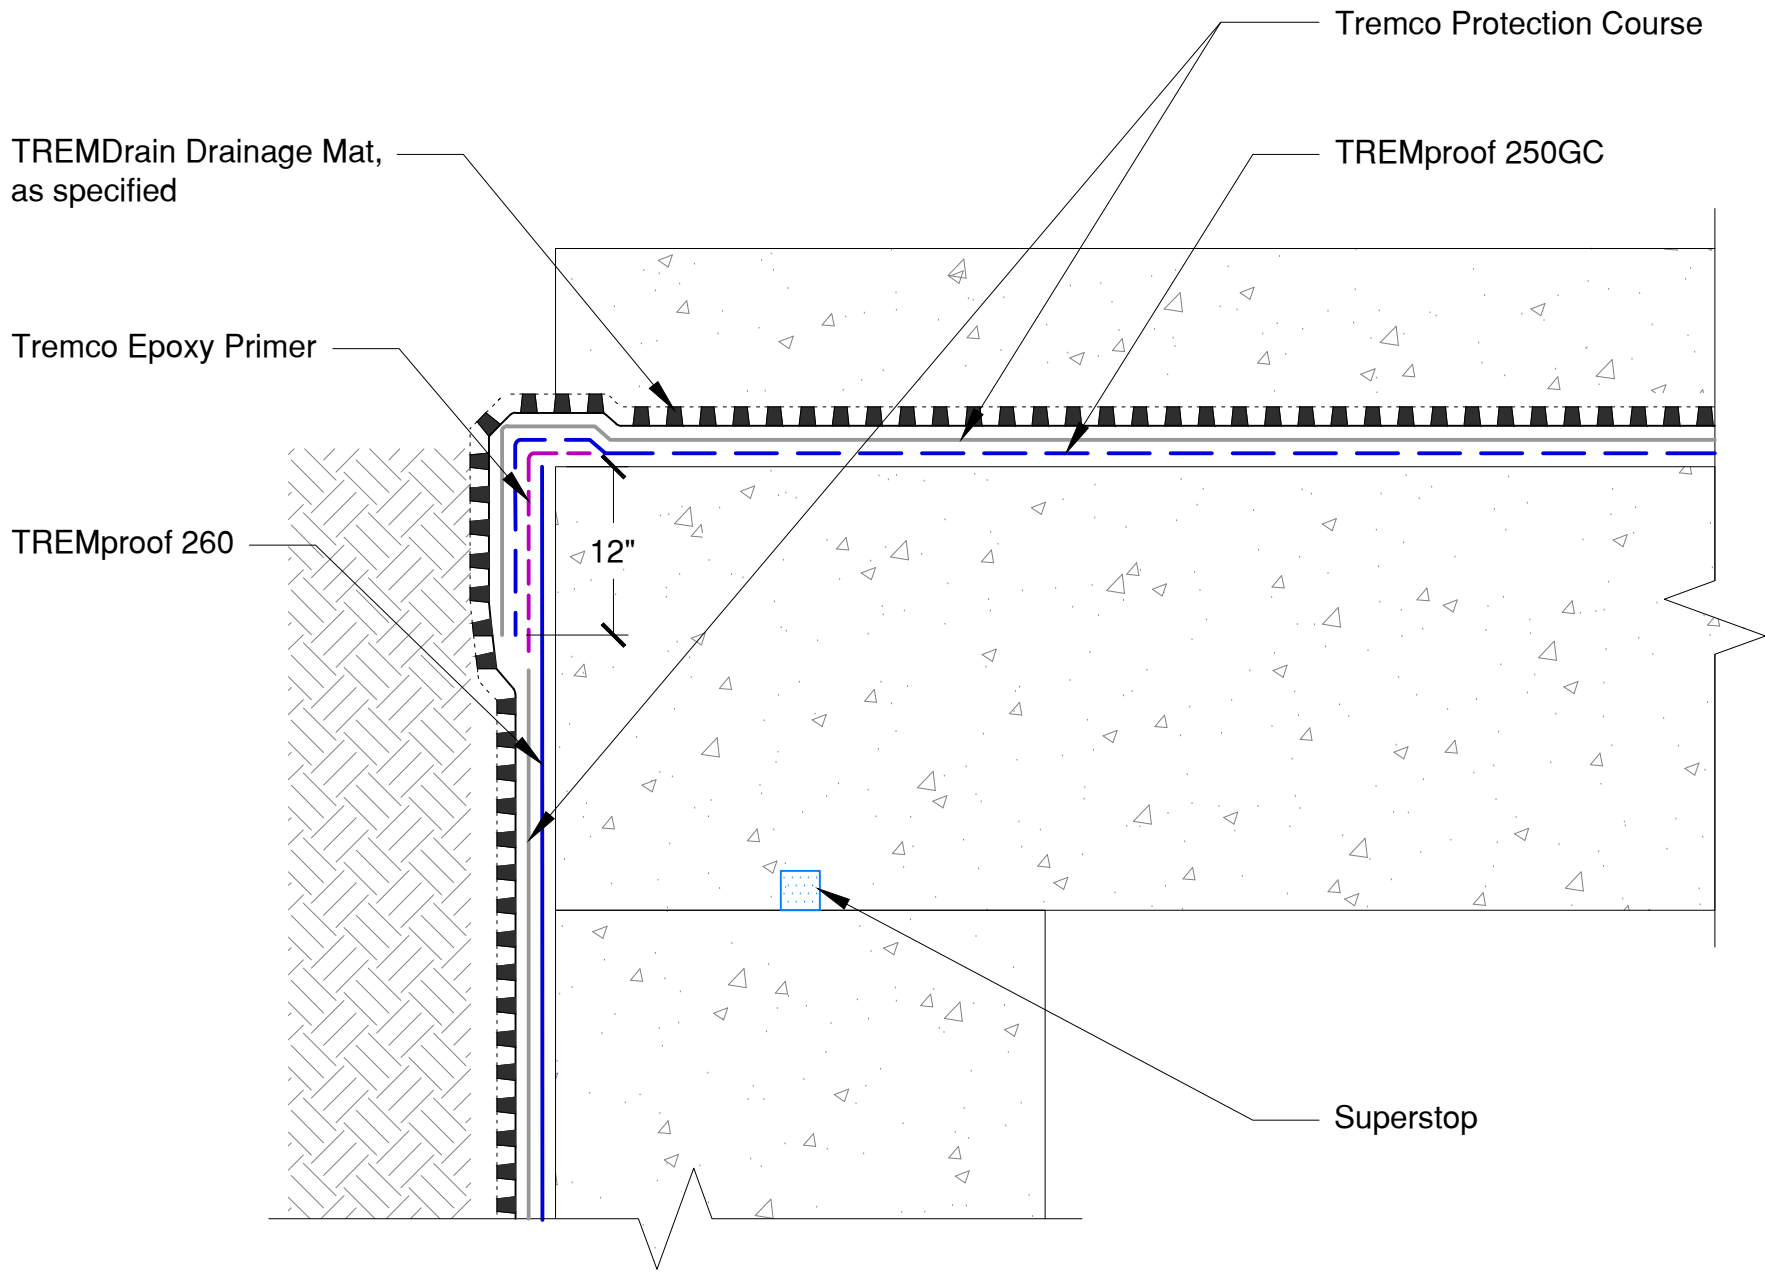 Tremco Protection Course
TREMDrain Drainage Mat,
as specified
TREMproof 250GC
Tremco Epoxy Primer
TREMproof 260
12"
Superstop